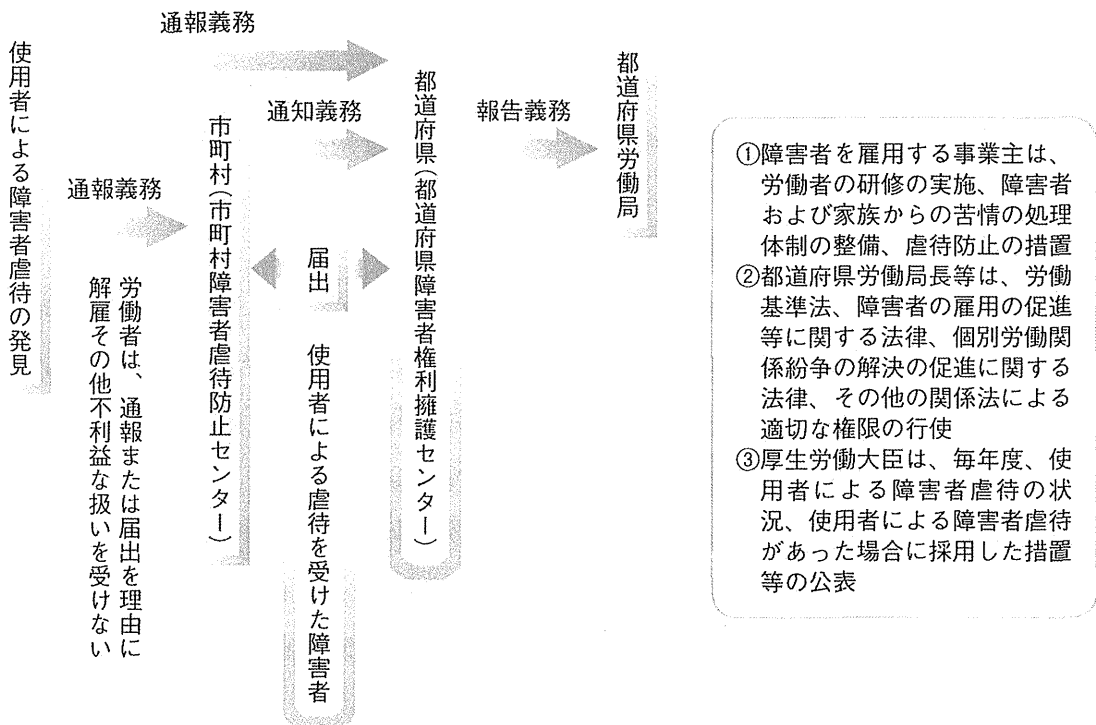 通報義務
使用者による障害者虐待の発見
通報義務
労働者は、通報または届出を理由に
解雇その他不利益な扱いを受けない
市町村（市町村障害者虐待防止センター）
通知義務
届出
使用者による虐待を受けた障害者
都道府県（都道府県障害者権利擁護センター）
報告義務
都道府県労働局
①障害者を雇用する事業主は、
労働者の研修の実施、障害者
および家族からの苦情の処理
体制の整備、虐待防止の措置
②都道府県労働局長等は、労働
基準法、障害者の雇用の促進
等に関する法律、個別労働関
係紛争の解決の促進に関する
法律、その他の関係法による
適切な権限の行使
③厚生労働大臣は、毎年度、使
用者による障害者虐待の状
況、使用者による障害者虐待
があった場合に採用した措置
等の公表